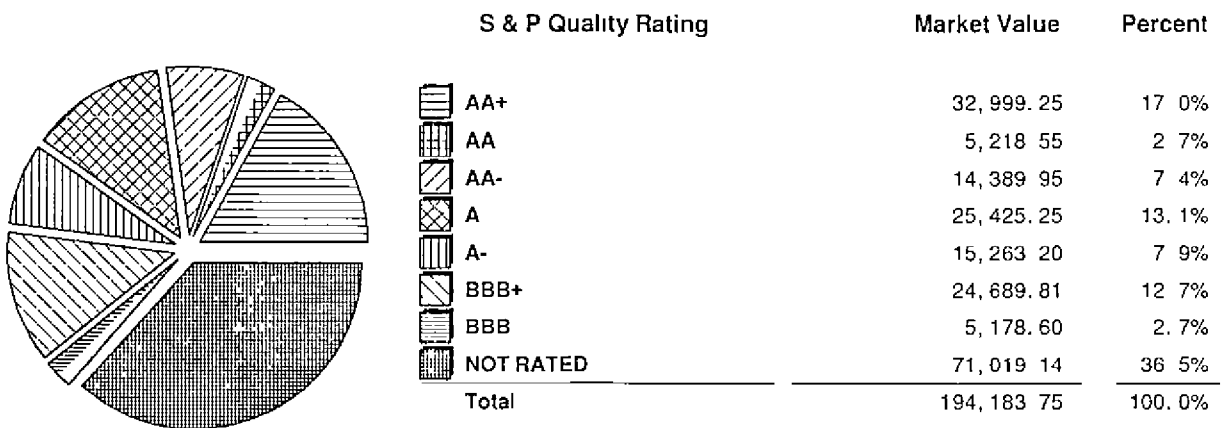 S & P Quality Rating Market Value Percent
AA+ 32,999.25 17 0%
AA 5,218 55 2 7%
AA- 14,389 95 7 4%
A 25,425.25 13.1%
A- 15,263 20 7 9%
BBB+ 24,689.81 12 7%
BBB 5,178.60 2.7%
NOT RATED 71,019 14 36 5%
Total 194,183 75 100.0%